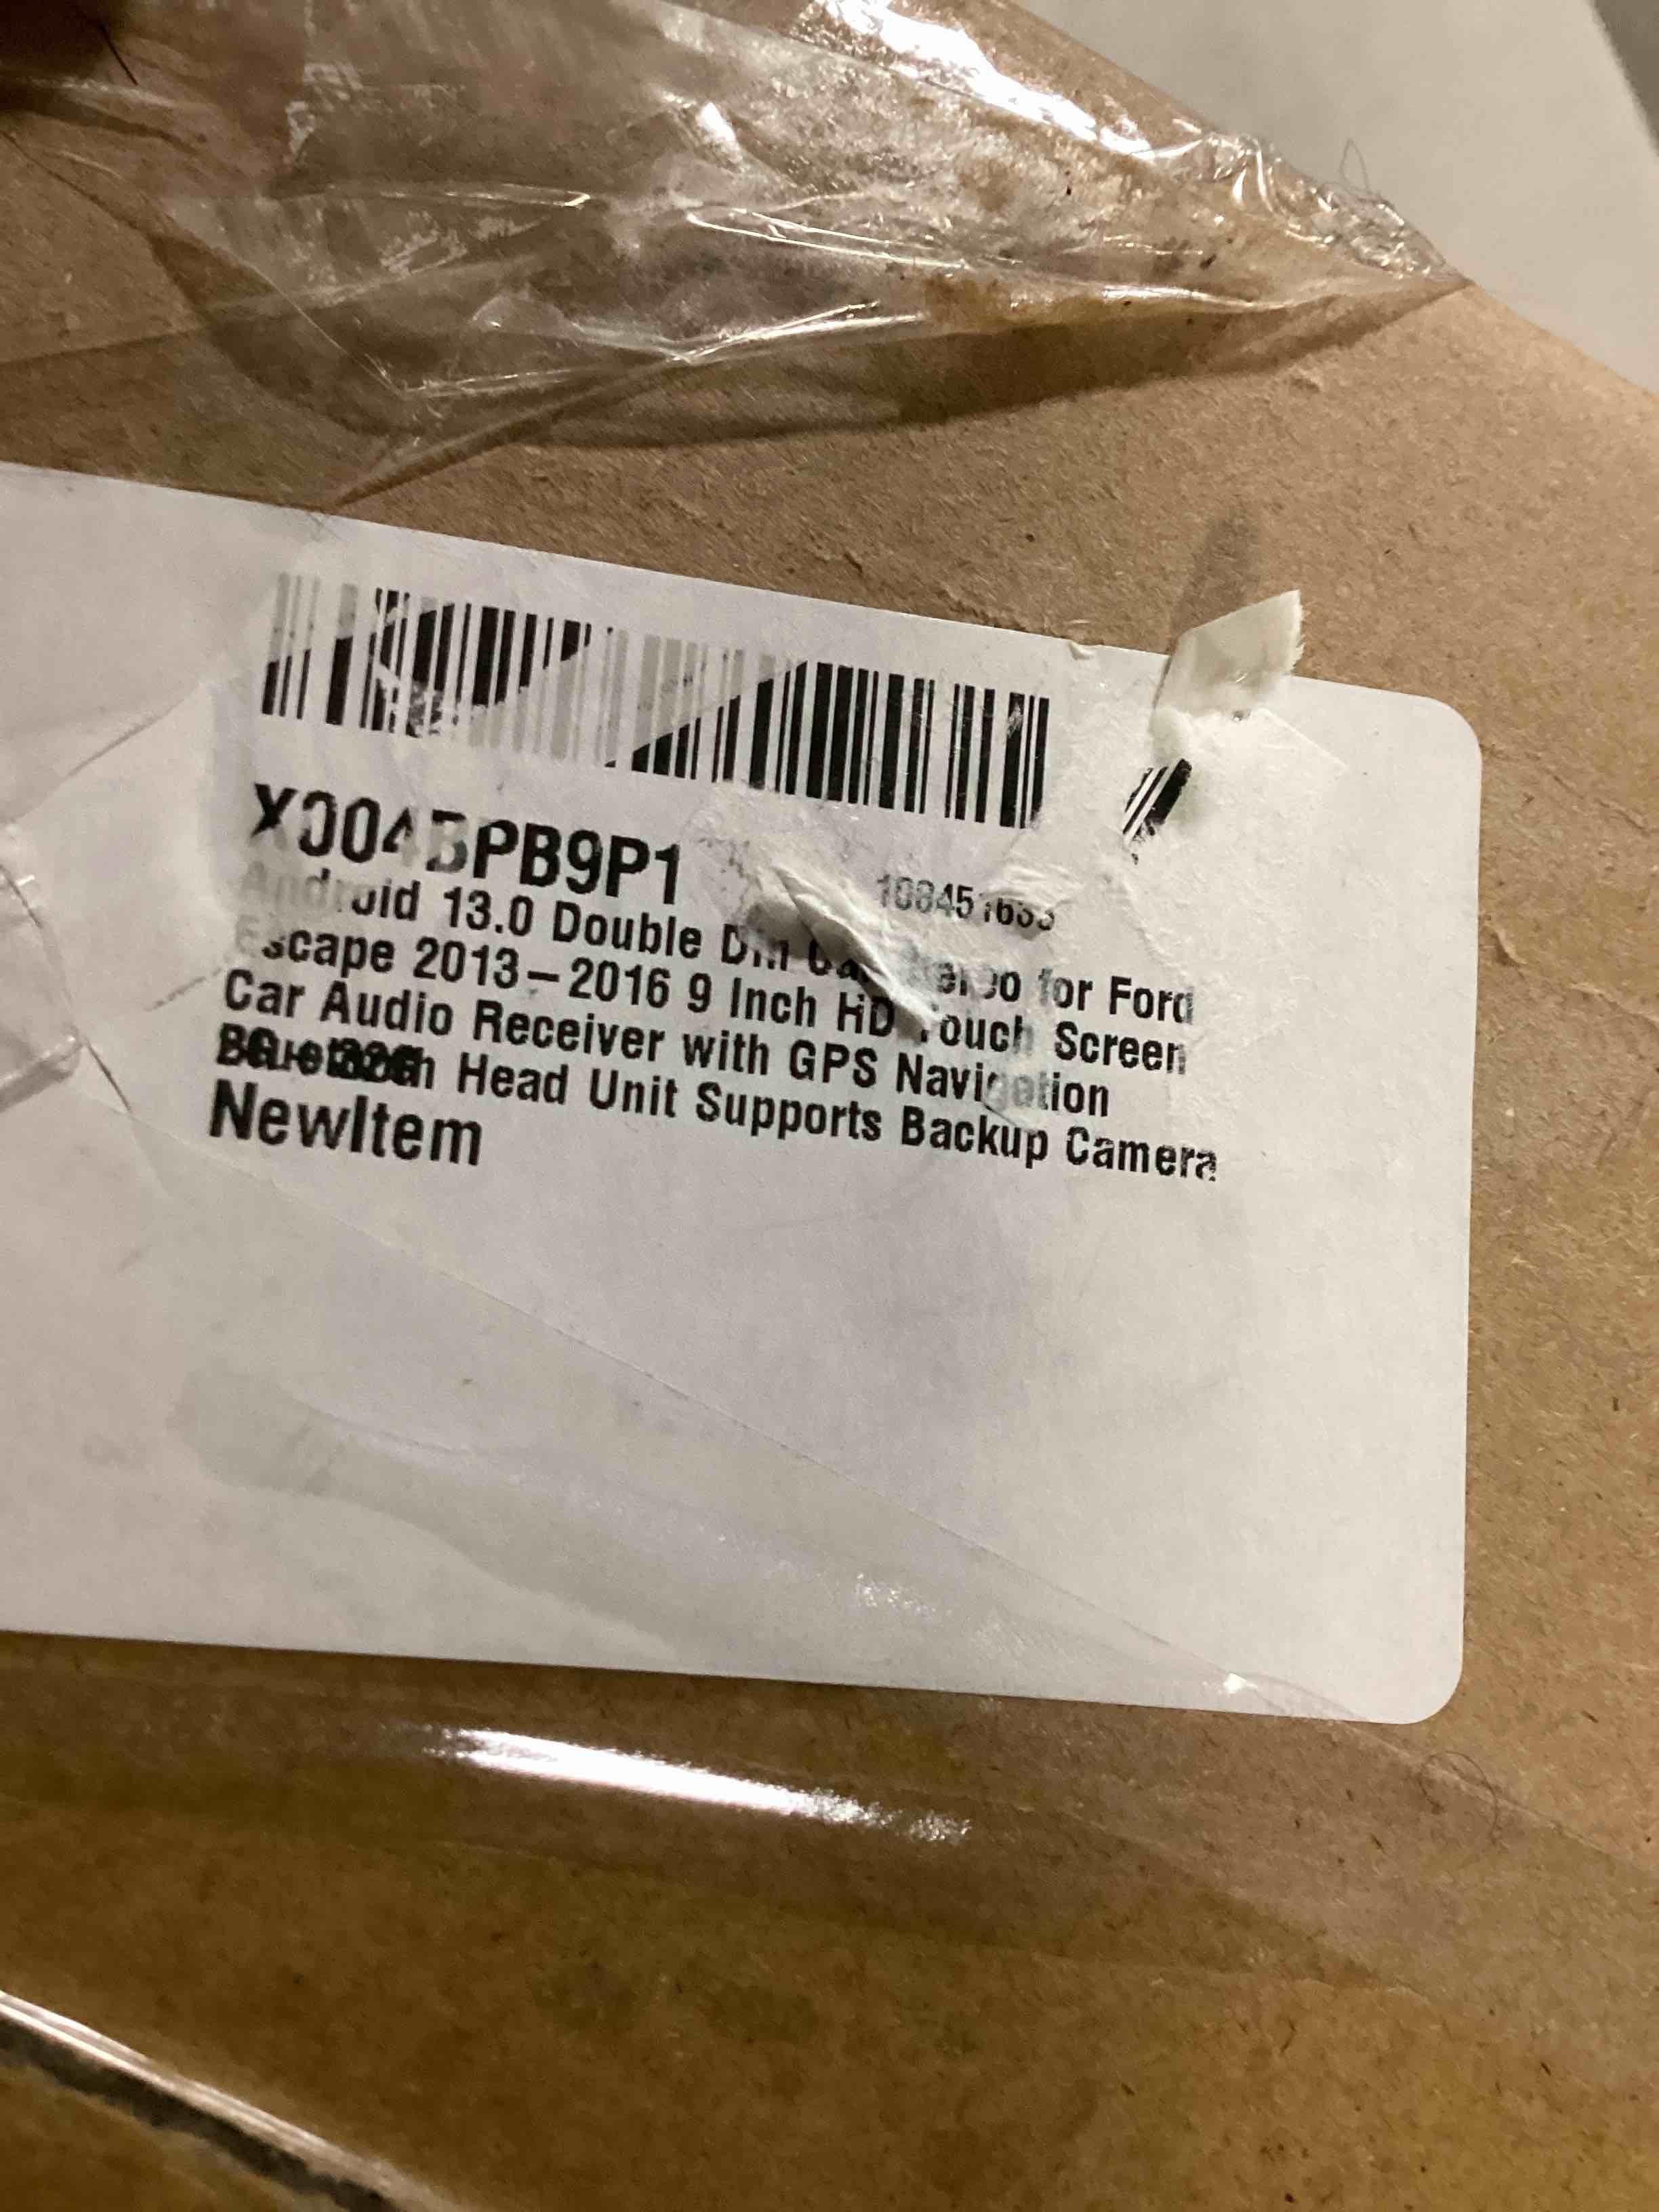 X004BPB9P1
Android 13.0 Double Din Car Stereo for Ford
Escape 2013-2016 9 Inch HD Touch Screen
Car Audio Receiver with GPS Navigation
Head Unit Supports Backup Camera
NewItem